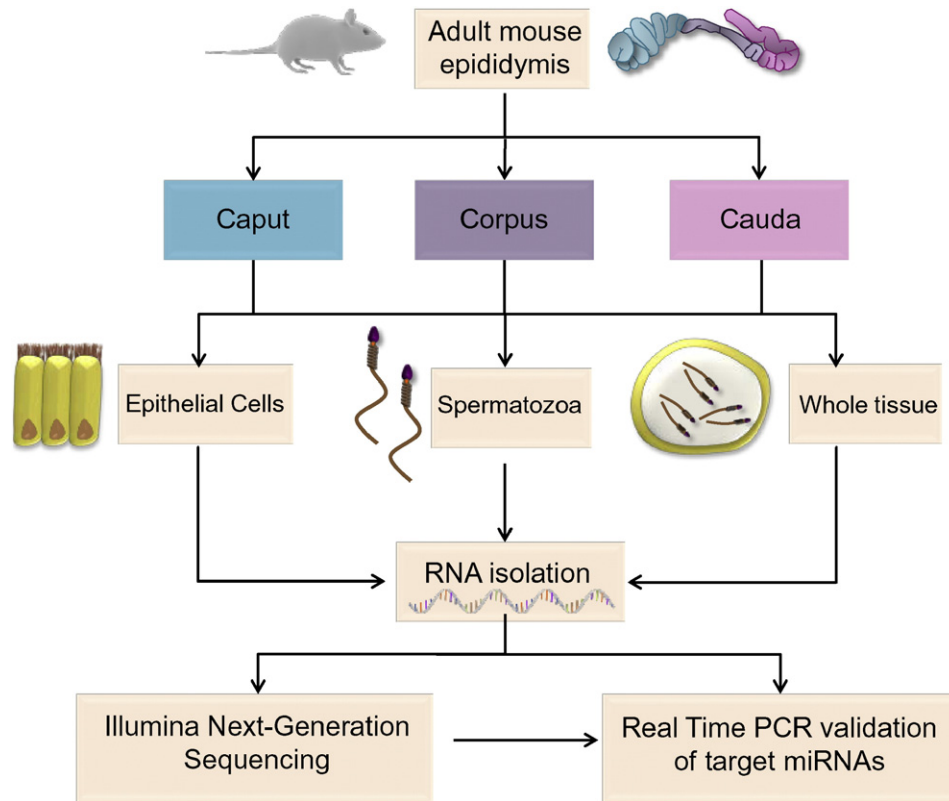 Adult mouse
epididymis
Caput
Corpus
Cauda
Epithelial Cells
Spermatozoa
Whole tissue
RNA isolation
Illumina Next-Generation
Sequencing
Real Time PCR validation
of target miRNAs